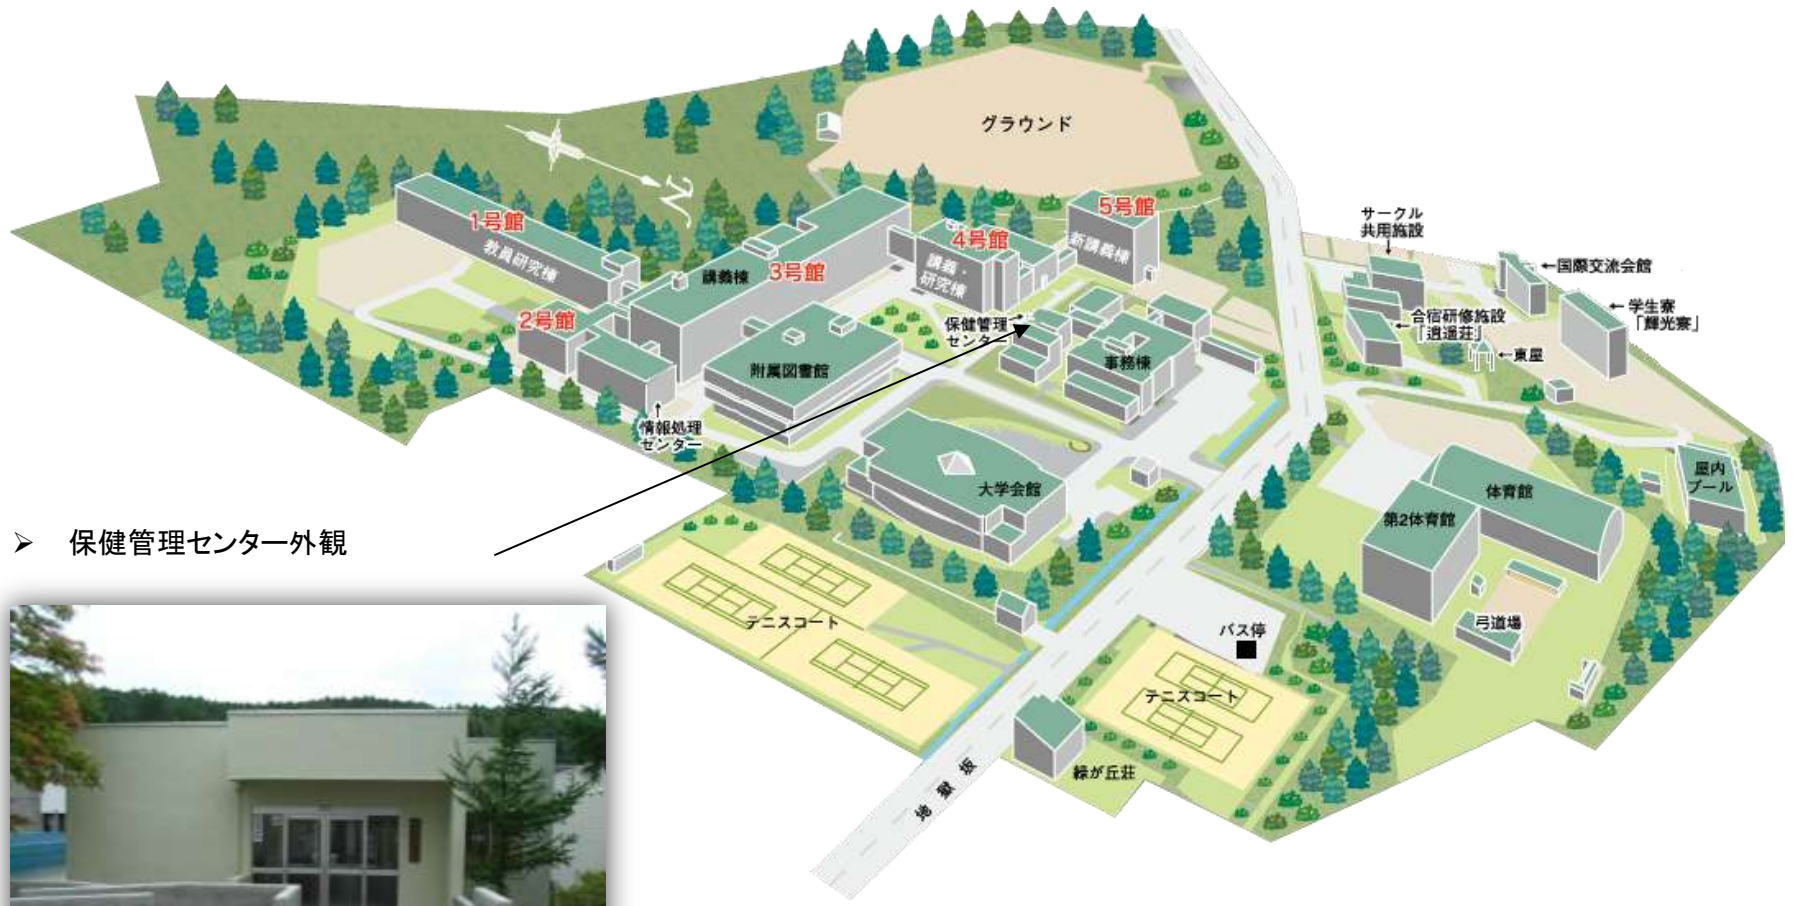 グラウンド
N
1号館
教員研究棟
2号館
講義棟
3号館
4号館
講義・
研究棟
5号館
新講義棟
サークル
共用施設
←国際交流会館
←学生寮
「輝光寮」
←合宿研修施設
「逍遥荘」
←東屋
保健管理→
センター
事務棟
附属図書館
情報処理
センター
大学会館
体育館
第2体育館
屋内
プール
➢ 保健管理センター外観
テニスコート
バス停
弓道場
テニスコート
緑が丘荘
地獄坂